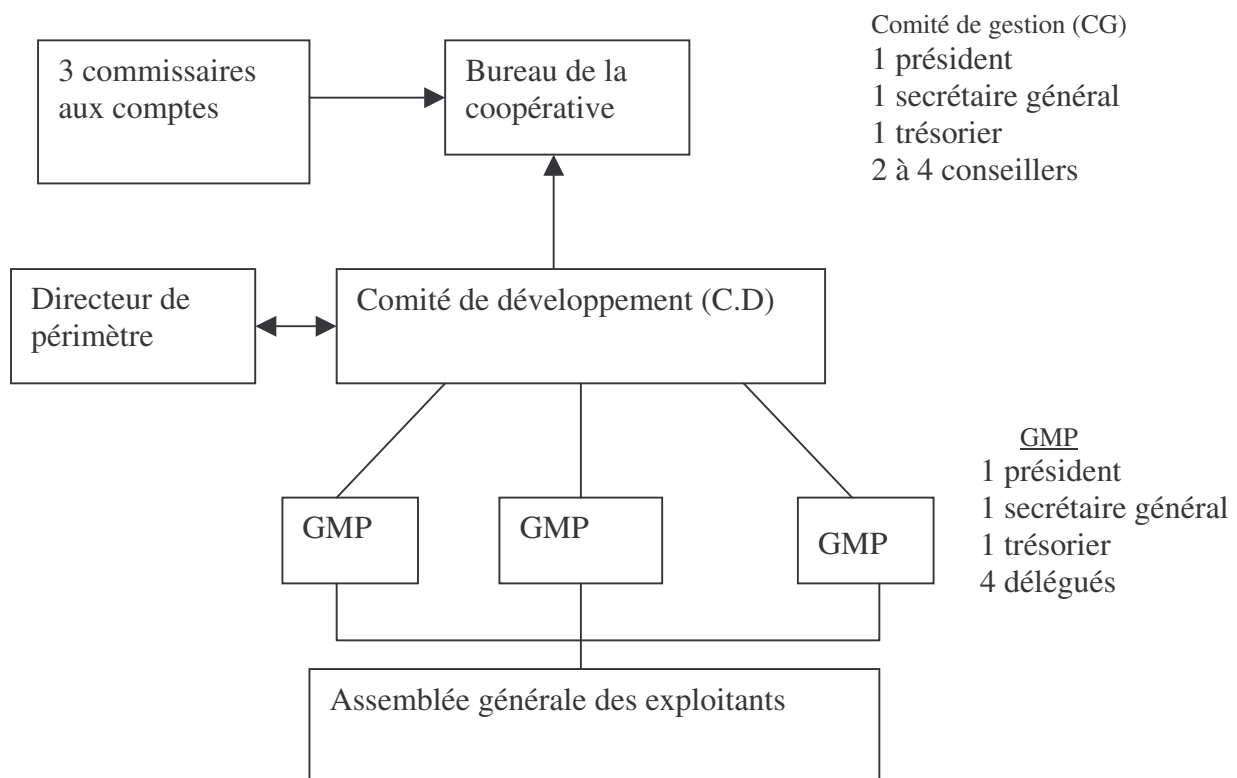 Comité de gestion (CG)
1 président
1 secrétaire général
1 trésorier
2 à 4 conseillers
3 commissaires
aux comptes
Bureau de la
coopérative
Directeur de
périmètre
Comité de développement (C.D)
GMP
1 président
1 secrétaire général
1 trésorier
4 délégués
GMP
GMP
GMP
Assemblée générale des exploitants